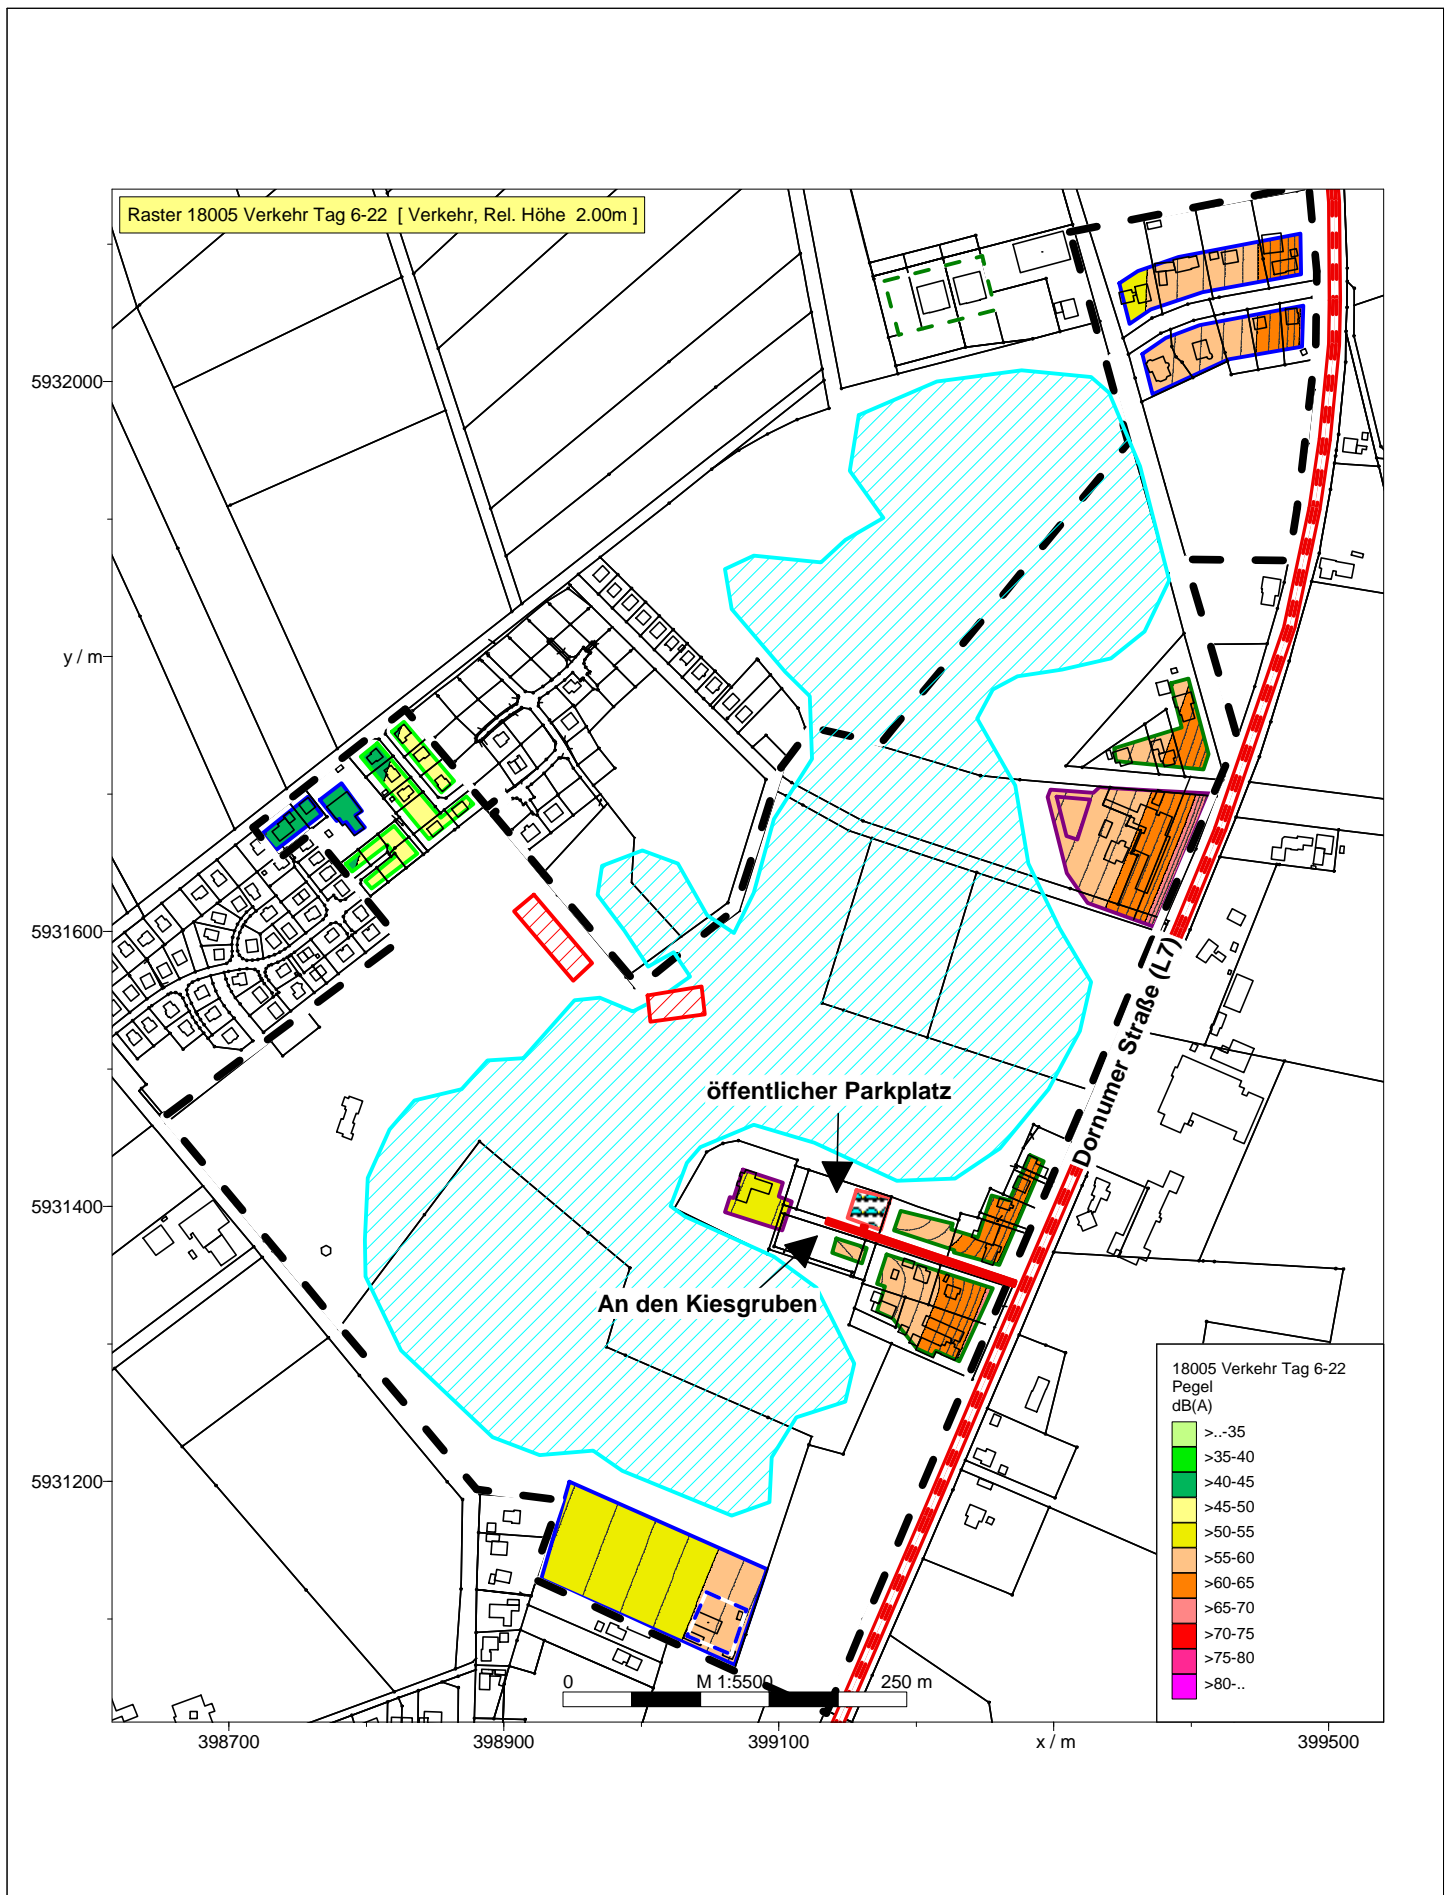 Raster 18005 Verkehr Tag 6-22 [ Verkehr, Rel. Höhe 2.00m ]
5932000
y / m
5931600
Dornumer Straße (L7)
öffentlicher Parkplatz
5931400
An den Kiesgruben
18005 Verkehr Tag 6-22
Pegel
dB(A)
>..-35
>35-40
>40-45
>45-50
>50-55
>55-60
>60-65
>65-70
>70-75
>75-80
>80-..
5931200
0 M 1:5500 250 m
398700 398900 399100 x / m 399500